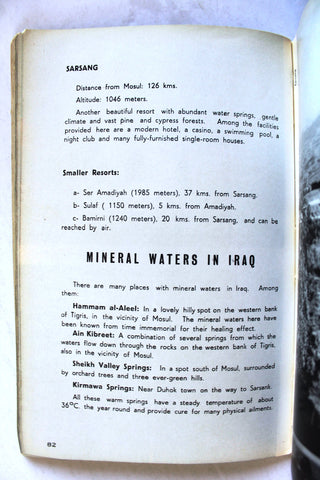 SARSANG
Distance from Mosul: 126 kms.
Altitude: 1046 meters.
Another beautiful resort with abundant water springs, gentle
climate and vast pine and cypress forests. Among the facilities
provided here are a modern hotel, a casino, a swimming pool, a
night club and many fully-furnished single-room houses.
Smaller Resorts:
a- Ser Amadiyah (1985 meters), 37 kms. from Sarsang.
b- Sulaf ( 1150 meters), 5 kms. from Amadiyah.
c- Bamirni (1240 meters), 20 kms. from Sarsang, and can be
reached by air.
MINERAL WATERS IN IRAQ
There are many places with mineral waters in Iraq. Among
them:
Hammam al-Aleel: In a lovely hilly spot on the western bank
of Tigris, in the vicinity of Mosul. The mineral waters here have
been known from time immemorial for their healing effect.
Ain Kibreet: A combination of several springs from which the
waters flow down through the rocks on the western bank of Tigris,
also in the vicinity of Mosul.
Sheikh Valley Springs: In a spot south of Mosul, surrounded
by orchard trees and three ever-green hills.
Kirmawa Springs: Near Duhok town on the way to Sarsank.
All these warm springs have a steady temperature of about
36°C. the year round and provide cure for many physical ailments.
82